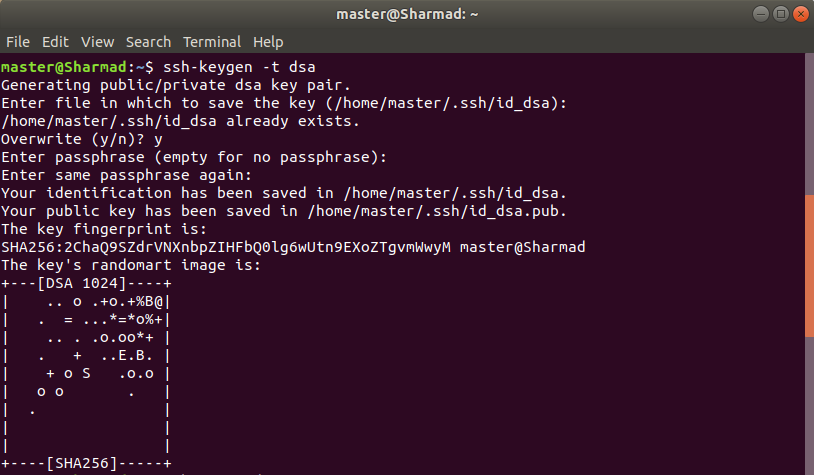 master@Sharmad: ~
File Edit View Search Terminal Help
master@Sharmad:~$ ssh-keygen -t dsa
Generating public/private dsa key pair.
Enter file in which to save the key (/home/master/.ssh/id_dsa):
/home/master/.ssh/id_dsa already exists.
Overwrite (y/n)? y
Enter passphrase (empty for no passphrase):
Enter same passphrase again:
Your identification has been saved in /home/master/.ssh/id_dsa.
Your public key has been saved in /home/master/.ssh/id_dsa.pub.
The key fingerprint is:
SHA256:2ChaQ9SZdrVNXnbpZIHFbQ0lg6wUtn9EXoZTgvmWwyM master@Sharmad
The key's randomart image is:
+---[DSA 1024]----+
|    .. o .+o.+%B@|
|   .  = ...*=*o%+|
|    .. . .o.oo*+ |
|   .   +  ..E.B. |
|    + o S   .o.o |
|   o o       .   |
|  .              |
|                 |
|                 |
+----[SHA256]-----+